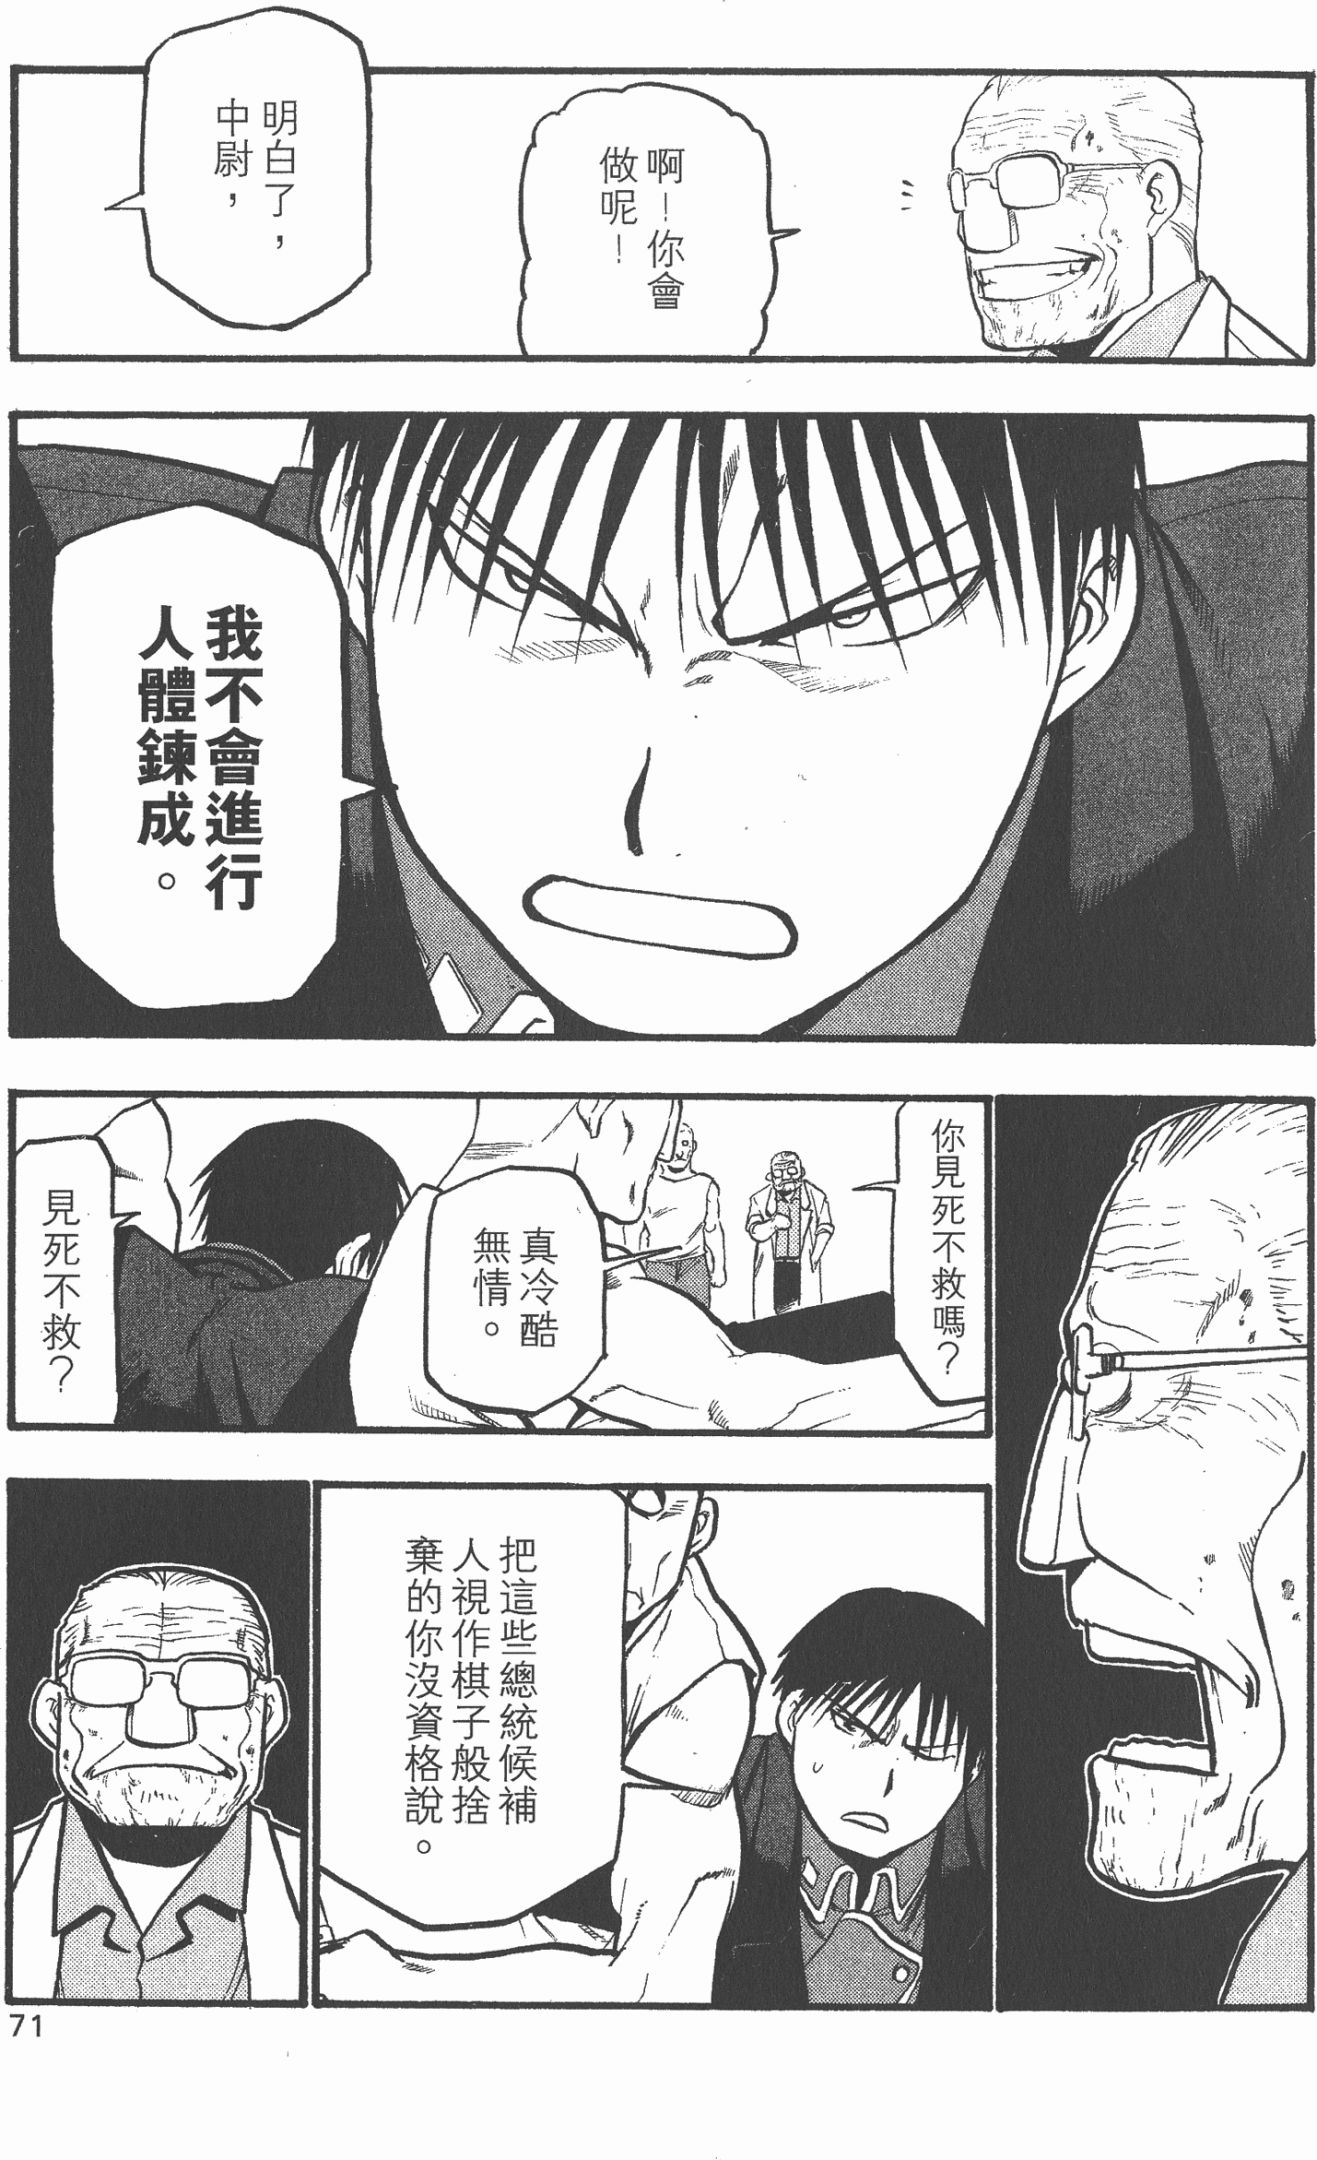 啊！你會
做呢！
明白了，
中尉，
我不會進行
人體鍊成。
你見死不救嗎？
真冷酷
無情。
見死不救？
把這些總統候補
人視作棋子般捨
棄的你沒資格說。
71